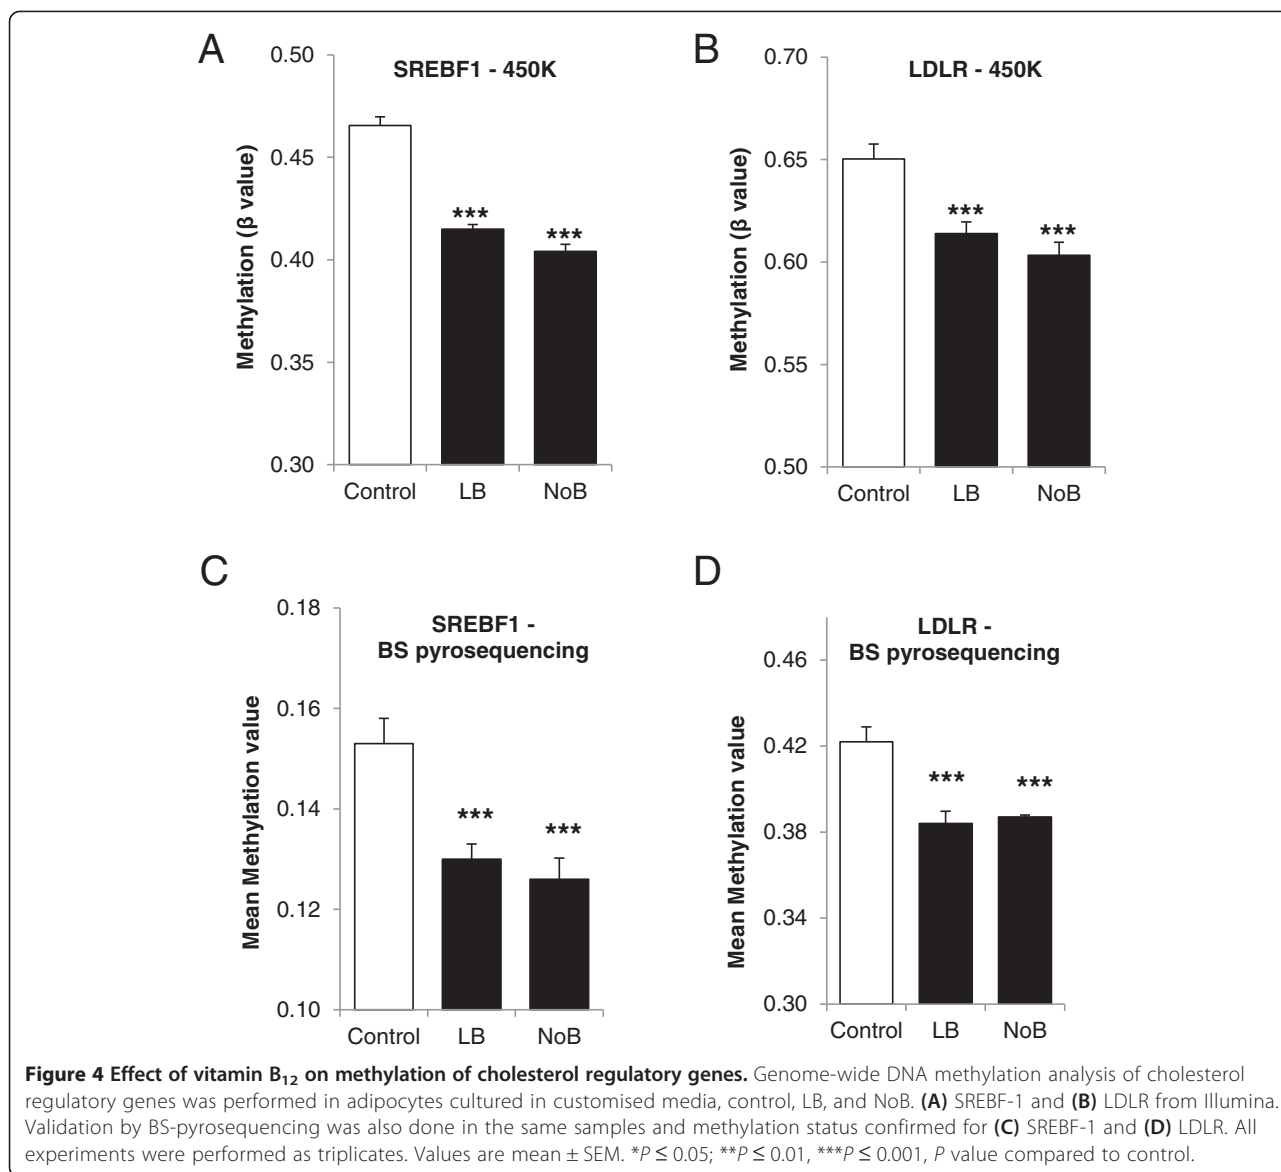 A
SREBF1 - 450K
Methylation (β value)
0.50
0.45
0.40
0.35
0.30
***
***
Control LB NoB
B
LDLR - 450K
Methylation (β value)
0.70
0.65
0.60
0.55
0.50
***
***
Control LB NoB
C
SREBF1 -
BS pyrosequencing
Mean Methylation value
0.18
0.16
0.14
0.12
0.10
***
***
Control LB NoB
D
LDLR -
BS pyrosequencing
Mean Methylation value
0.46
0.42
0.38
0.34
0.30
***
***
Control LB NoB
Figure 4 Effect of vitamin B₁₂ on methylation of cholesterol regulatory genes. Genome-wide DNA methylation analysis of cholesterol
regulatory genes was performed in adipocytes cultured in customised media, control, LB, and NoB. (A) SREBF-1 and (B) LDLR from Illumina.
Validation by BS-pyrosequencing was also done in the same samples and methylation status confirmed for (C) SREBF-1 and (D) LDLR. All
experiments were performed as triplicates. Values are mean ± SEM. *P ≤ 0.05; **P ≤ 0.01, ***P ≤ 0.001, P value compared to control.